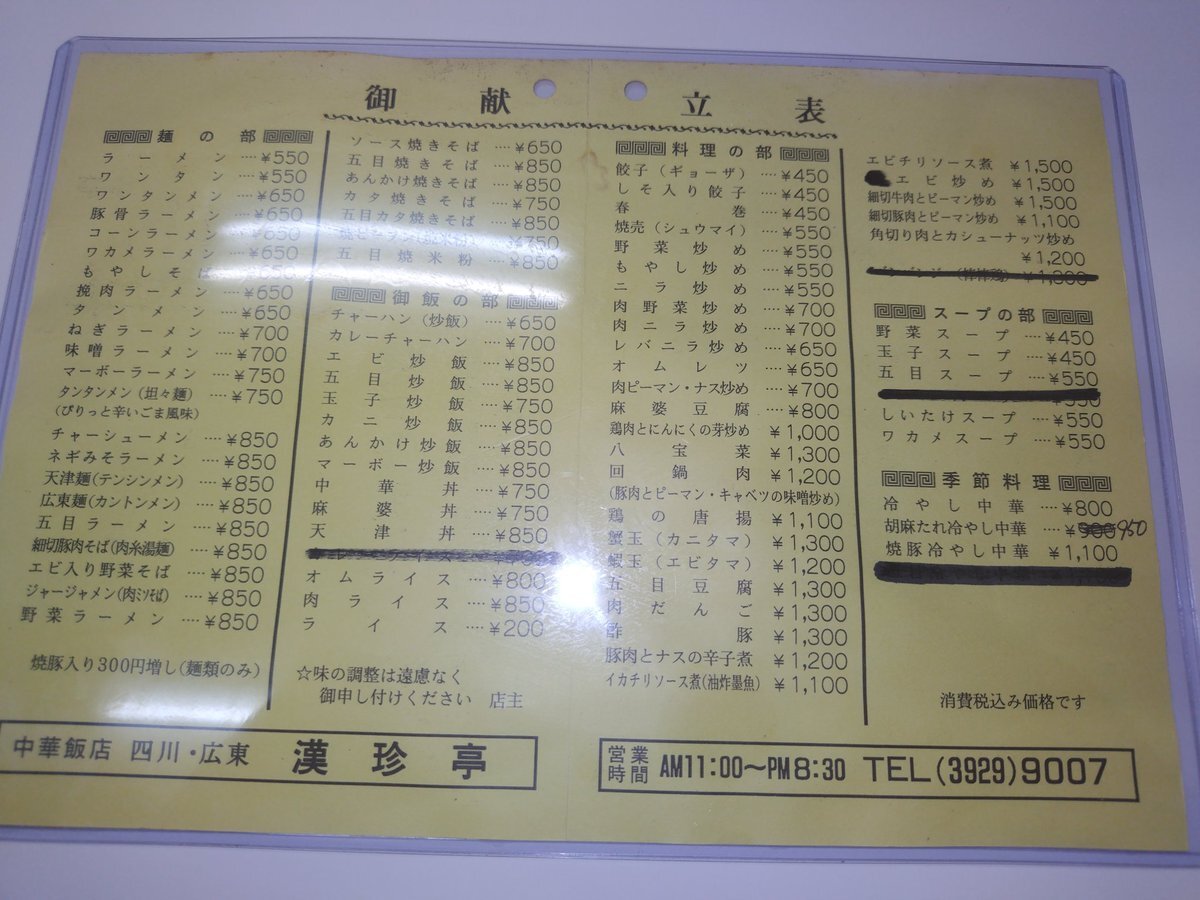 御献立表
麺の部
ラーメン ‥‥¥550
ワンタン ‥‥¥550
ワンタンメン ‥‥¥650
豚骨ラーメン ‥‥¥650
コーンラーメン ‥‥¥650
ワカメラーメン ‥‥¥650
もやしそば ¥650
挽肉ラーメン ‥‥¥650
タンメン ‥‥¥650
ねぎラーメン ‥‥¥700
味噌ラーメン ‥‥¥700
マーボーラーメン ‥‥¥750
タンタンメン(坦々麺) ‥‥¥750
(ぴりっと辛いごま風味)
チャーシューメン ‥‥¥850
ネギみそラーメン ‥‥¥850
天津麺(テンシンメン) ‥‥¥850
広東麺(カントンメン) ‥‥¥850
五目ラーメン ‥‥¥850
細切豚肉そば(肉糸湯麺) ‥‥¥850
エビ入り野菜そば ‥‥¥850
ジャージャメン(肉ミソそば) ‥‥¥850
野菜ラーメン ‥‥¥850
焼豚入り300円増し(麺類のみ)
ソース焼きそば ‥‥¥650
五目焼きそば ‥‥¥850
あんかけ焼きそば ‥‥¥850
カタ焼きそば ‥‥¥750
五目カタ焼きそば ‥‥¥850
¥750
五目焼米粉 ‥‥¥850
御飯の部
チャーハン(炒飯) ‥‥¥650
カレーチャーハン ‥‥¥700
エビ炒飯 ‥‥¥850
五目炒飯 ‥‥¥850
玉子炒飯 ‥‥¥850
カニ炒飯 ‥‥¥850
あんかけ炒飯 ‥‥¥850
マーボー炒飯 ‥‥¥850
中華丼 ‥‥¥750
麻婆丼 ‥‥¥750
天津丼 ‥‥¥850
オムライス ‥‥¥800
肉ライス ‥‥¥850
ライス ‥‥¥200
☆味の調整は遠慮なく
御申し付けください 店主
料理の部
餃子(ギョーザ) ‥‥¥450
しそ入り餃子 ‥‥¥450
春巻 ‥‥¥450
焼売(シュウマイ) ‥‥¥550
野菜炒め ‥‥¥550
もやし炒め ‥‥¥550
ニラ炒め ‥‥¥550
肉野菜炒め ‥‥¥700
肉ニラ炒め ‥‥¥700
レバニラ炒め ‥‥¥650
オムレツ ‥‥¥650
肉ピーマン・ナス炒め ‥‥¥700
麻婆豆腐 ‥‥¥800
鶏肉とにんにくの芽炒め ¥1,000
八宝菜 ¥1,300
回鍋肉 ¥1,200
(豚肉とピーマン・キャベツの味噌炒め)
鶏の唐揚 ¥1,100
蟹玉(カニタマ) ¥1,300
蝦玉(エビタマ) ¥1,200
五目豆腐 ¥1,300
肉だんご ¥1,300
酢豚 ¥1,300
豚肉とナスの辛子煮 ¥1,200
イカチリソース煮(油炸墨魚) ¥1,100
エビチリソース煮 ¥1,500
エビ炒め ¥1,500
細切牛肉とピーマン炒め ¥1,500
細切豚肉とピーマン炒め ¥1,100
角切り肉とカシューナッツ炒め
¥1,200
バンバンジ(棒棒鶏) ¥1,300
スープの部
野菜スープ ‥‥¥450
玉子スープ ‥‥¥450
五目スープ ‥‥¥550
しいたけスープ ‥‥¥550
ワカメスープ ‥‥¥550
季節料理
冷やし中華 ‥‥¥800
胡麻たれ冷やし中華 ‥‥¥900 950
焼豚冷やし中華 ¥1,100
消費税込み価格です
中華飯店 四川・広東 漢珍亭
営業時間 AM11:00〜PM8:30 TEL(3929)9007